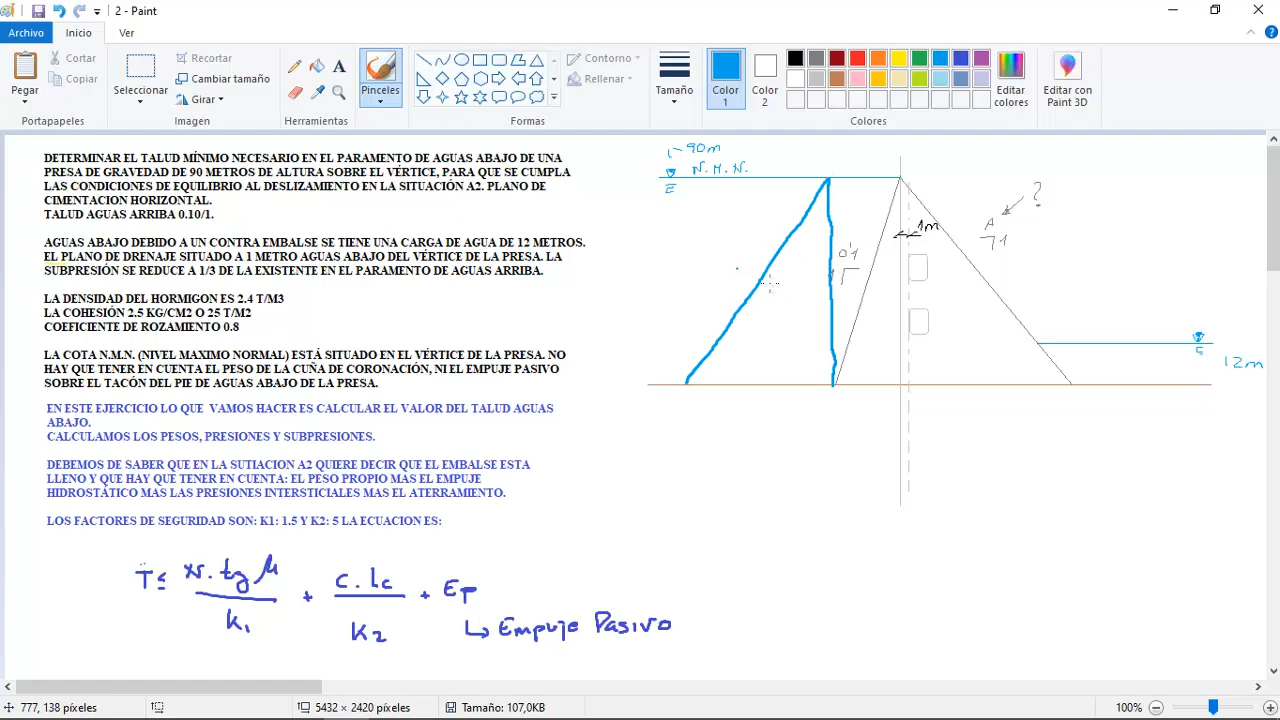 2 - Paint
Archivo Inicio Ver
Pegar
Cortar
Copiar
Portapapeles
Seleccionar
Recortar
Cambiar tamaño
Girar
Imagen
A
Herramientas
Pinceles
Contorno
Rellenar
Formas
Tamaño
Color 1
Color 2
Editar colores
Colores
Editar con Paint 3D
DETERMINAR EL TALUD MÍNIMO NECESARIO EN EL PARAMENTO DE AGUAS ABAJO DE UNA
PRESA DE GRAVEDAD DE 90 METROS DE ALTURA SOBRE EL VÉRTICE, PARA QUE SE CUMPLA
LAS CONDICIONES DE EQUILIBRIO AL DESLIZAMIENTO EN LA SITUACIÓN A2. PLANO DE
CIMENTACION HORIZONTAL.
TALUD AGUAS ARRIBA 0.10/1.
AGUAS ABAJO DEBIDO A UN CONTRA EMBALSE SE TIENE UNA CARGA DE AGUA DE 12 METROS.
EL PLANO DE DRENAJE SITUADO A 1 METRO AGUAS ABAJO DEL VÉRTICE DE LA PRESA. LA
SUBPRESIÓN SE REDUCE A 1/3 DE LA EXISTENTE EN EL PARAMENTO DE AGUAS ARRIBA.
LA DENSIDAD DEL HORMIGON ES 2.4 T/M3
LA COHESIÓN 2.5 KG/CM2 O 25 T/M2
COEFICIENTE DE ROZAMIENTO 0.8
LA COTA N.M.N. (NIVEL MAXIMO NORMAL) ESTÁ SITUADO EN EL VÉRTICE DE LA PRESA. NO
HAY QUE TENER EN CUENTA EL PESO DE LA CUÑA DE CORONACIÓN, NI EL EMPUJE PASIVO
SOBRE EL TACÓN DEL PIE DE AGUAS ABAJO DE LA PRESA.
EN ESTE EJERCICIO LO QUE VAMOS HACER ES CALCULAR EL VALOR DEL TALUD AGUAS
ABAJO.
CALCULAMOS LOS PESOS, PRESIONES Y SUBPRESIONES.
DEBEMOS DE SABER QUE EN LA SUTIACION A2 QUIERE DECIR QUE EL EMBALSE ESTA
LLENO Y QUE HAY QUE TENER EN CUENTA: EL PESO PROPIO MAS EL EMPUJE
HIDROSTÁTICO MAS LAS PRESIONES INTERSTICIALES MAS EL ATERRAMIENTO.
LOS FACTORES DE SEGURIDAD SON: K1: 1.5 Y K2: 5 LA ECUACION ES:
T ≤ N. tg μ / K1 + C. Lc / K2 + EP
↳ Empuje Pasivo
90m
N.M.N.
1m
0'1
1
A
1
?
12m
777, 138 píxeles
5432 × 2420 píxeles
Tamaño: 107,0KB
100%